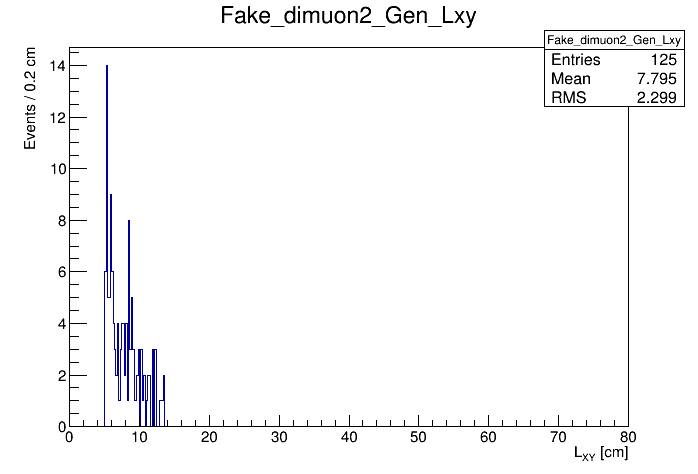 Fake_dimuon2_Gen_Lxy
Fake_dimuon2_Gen_Lxy
Entries 125
Mean 7.795
RMS 2.299
Events / 0.2 cm
14
12
10
8
6
4
2
0
0 10 20 30 40 50 60 70 80
L_XY [cm]